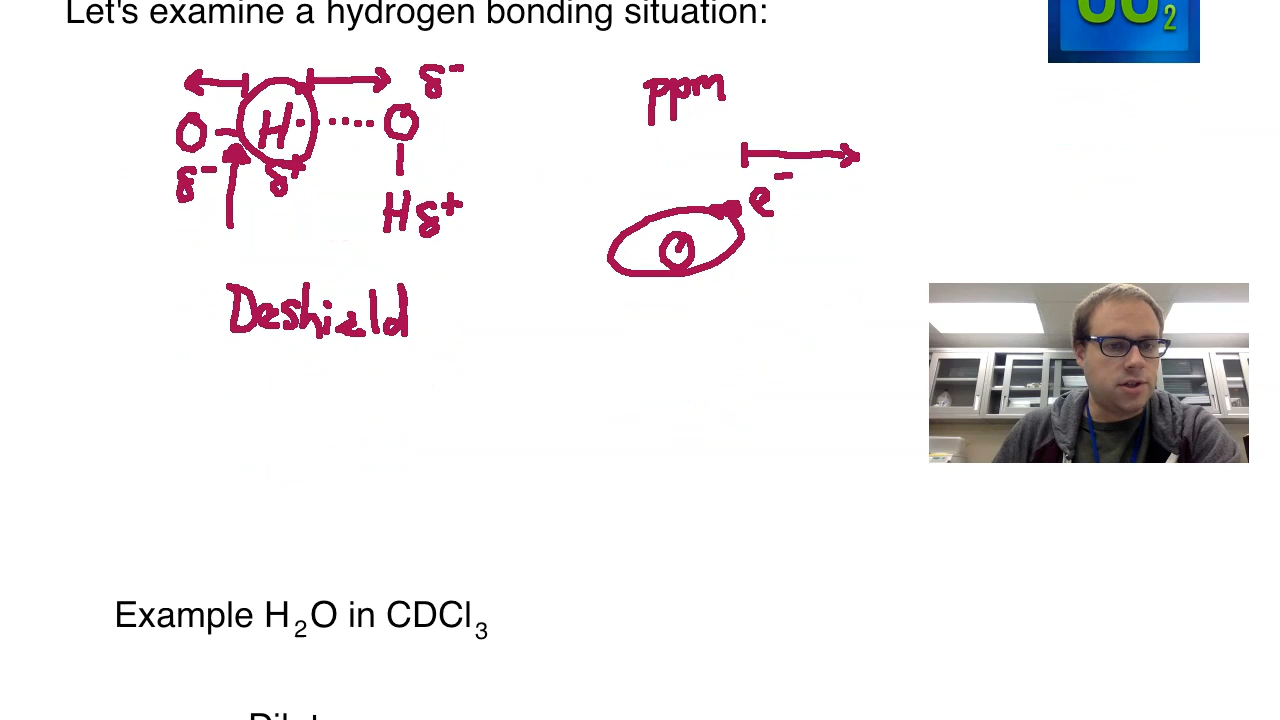 Let's examine a hydrogen bonding situation:
δ⁻
ppm
O-H·····O
δ⁻ δ⁺
Hδ⁺
e⁻
Deshield
Example H₂O in CDCl₃